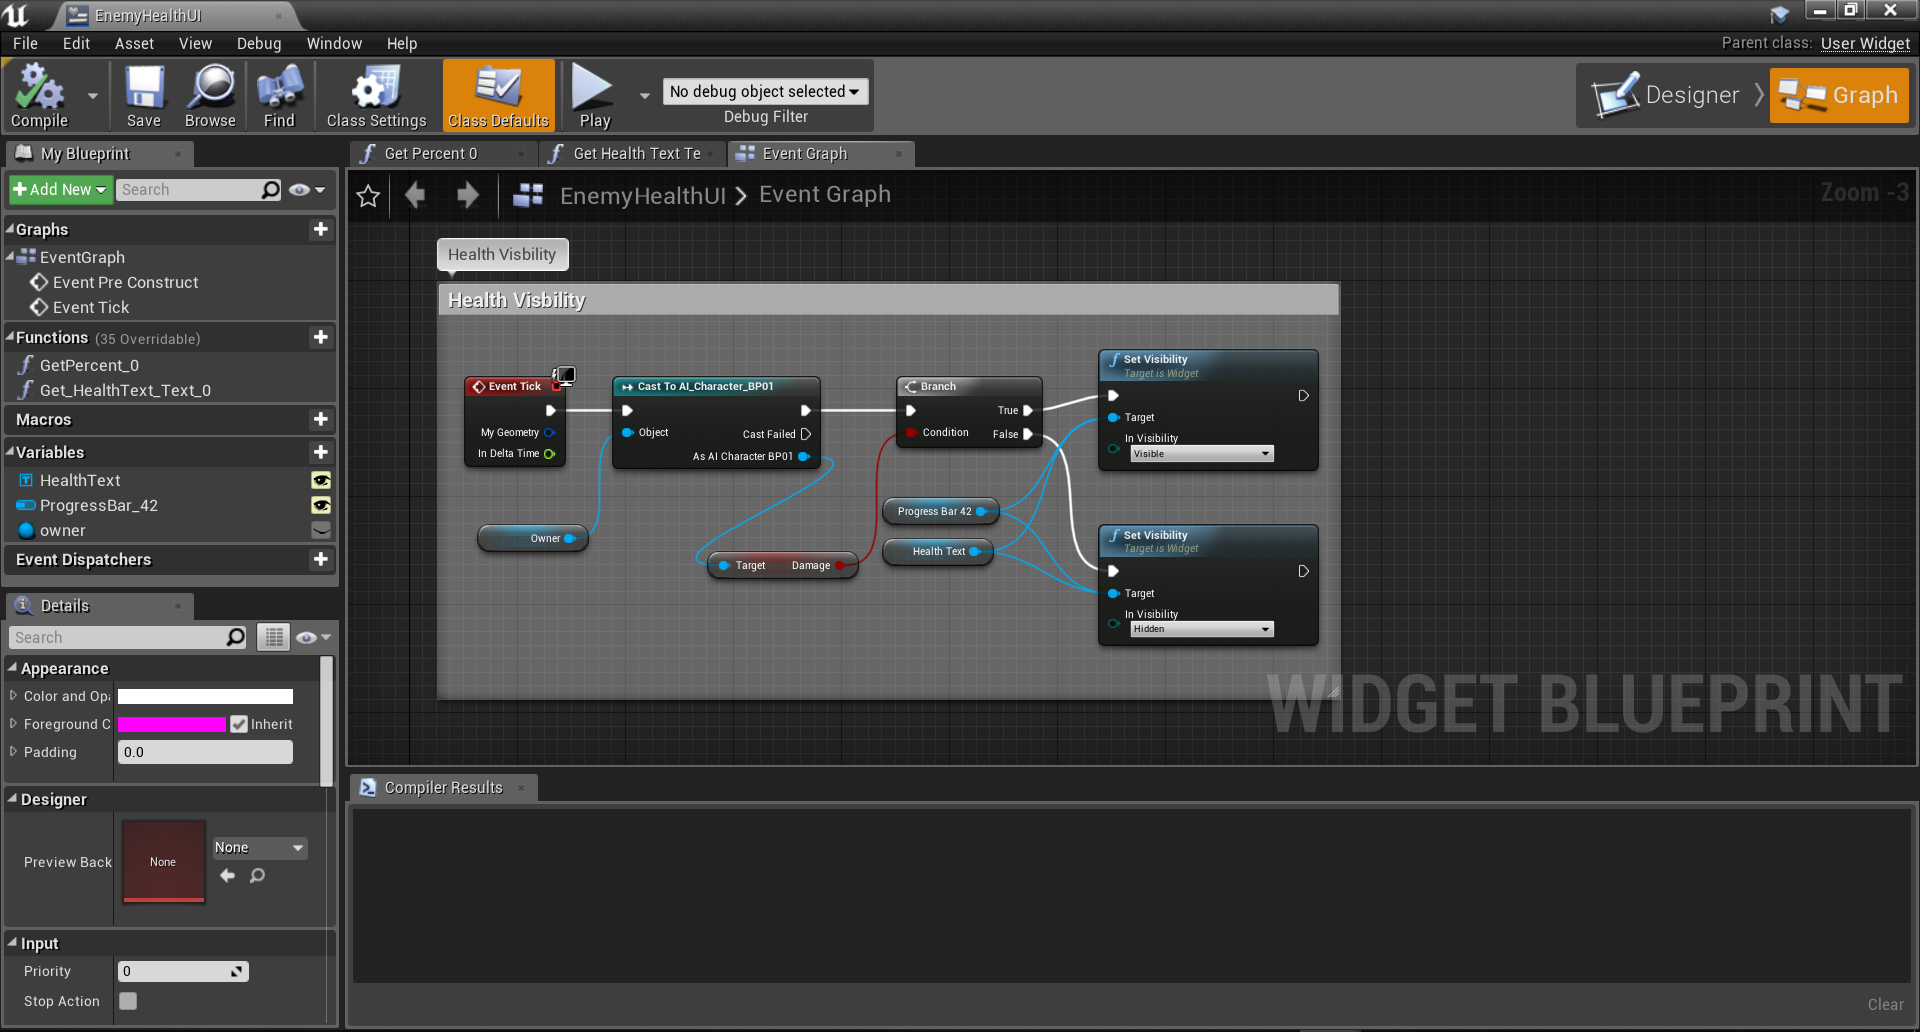 EnemyHealthUI
File Edit Asset View Debug Window Help
Parent class: User Widget
Compile Save Browse Find Class Settings Class Defaults Play
No debug object selected
Debug Filter
Designer Graph
My Blueprint
Add New Search
Graphs
EventGraph
Event Pre Construct
Event Tick
Functions (35 Overridable)
GetPercent_0
Get_HealthText_Text_0
Macros
Variables
HealthText
ProgressBar_42
owner
Event Dispatchers
Details
Search
Appearance
Color and Opa
Foreground C Inherit
Padding 0.0
Designer
Preview Back None None
Input
Priority 0
Stop Action
Get Percent 0 Get Health Text Te Event Graph
EnemyHealthUI > Event Graph
Zoom -3
Health Visbility
Health Visbility
Event Tick
My Geometry
In Delta Time
Cast To AI_Character_BP01
Object
Cast Failed
As AI Character BP01
Owner
Target Damage
Branch
True
Condition
False
Progress Bar 42
Health Text
Set Visibility
Target is Widget
Target
In Visibility
Visible
Set Visibility
Target is Widget
Target
In Visibility
Hidden
WIDGET BLUEPRINT
Compiler Results
Clear